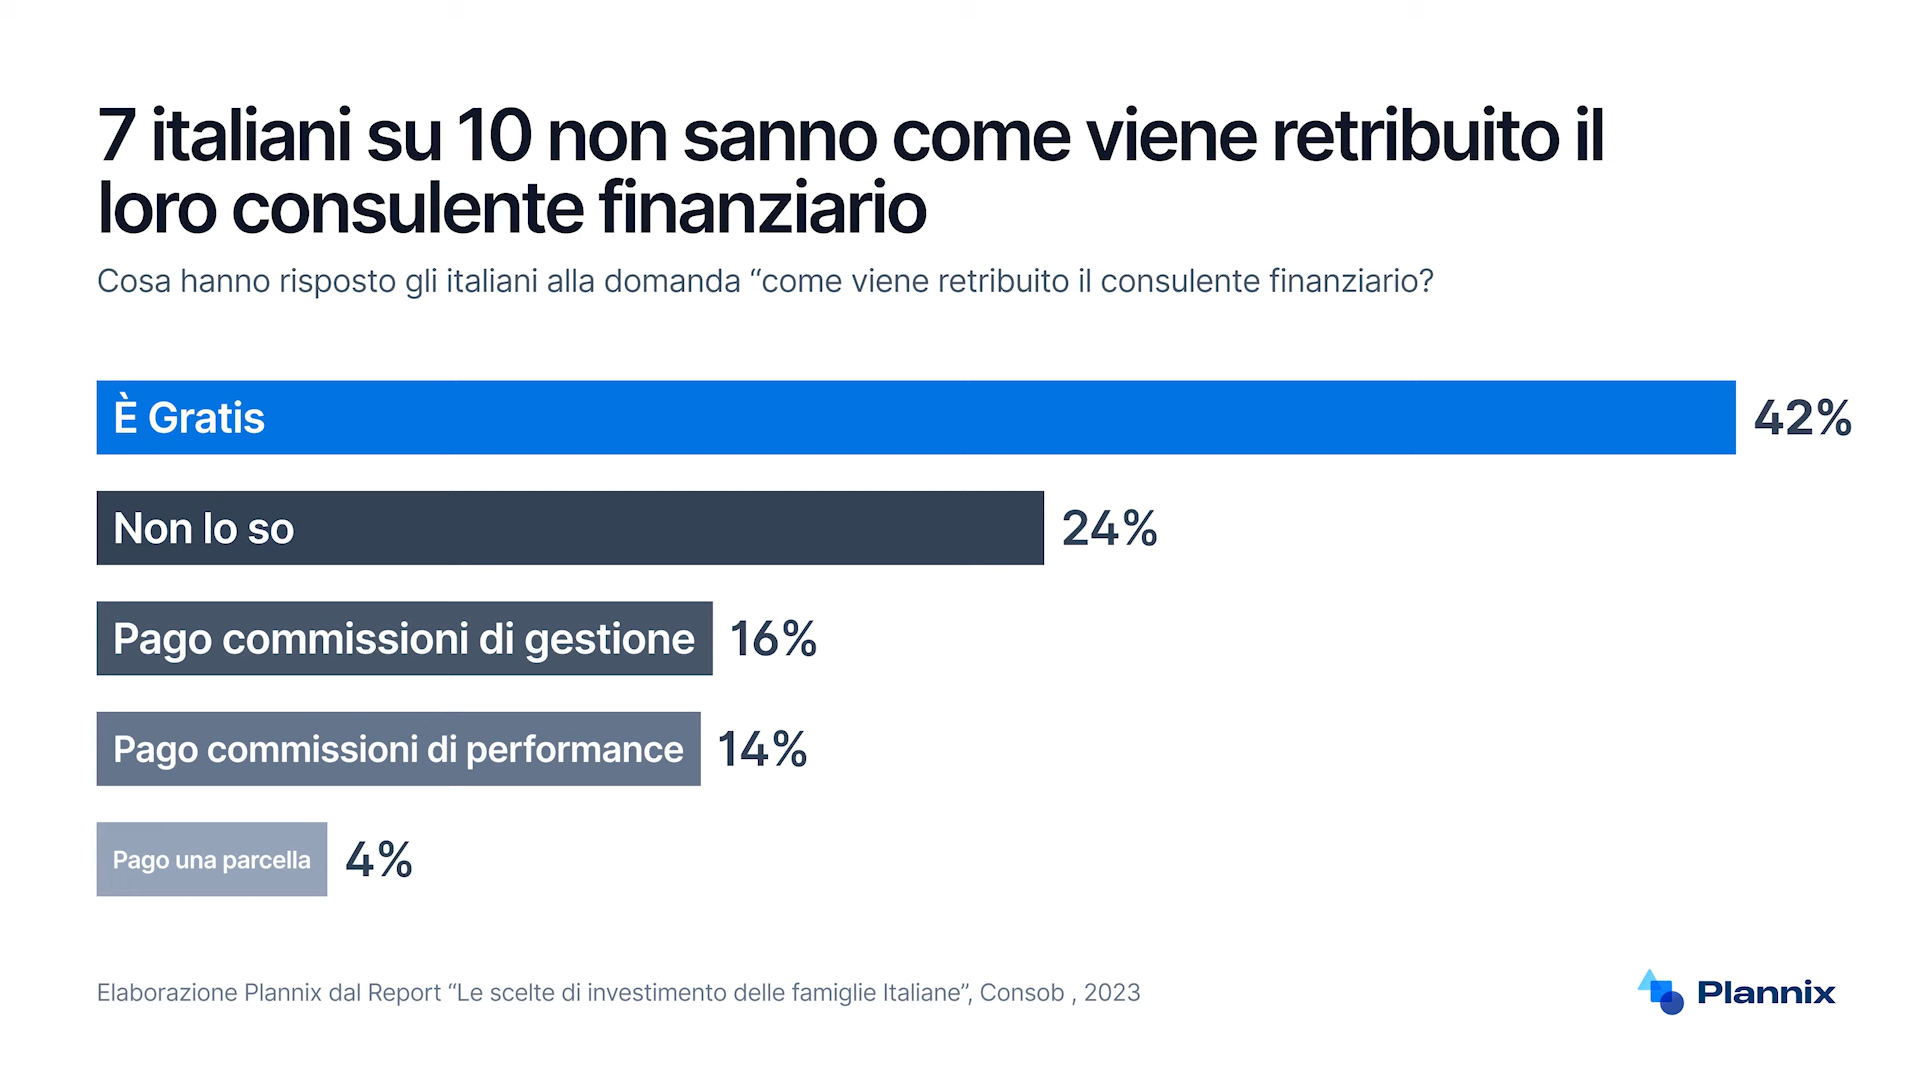 7 italiani su 10 non sanno come viene retribuito il
loro consulente finanziario
Cosa hanno risposto gli italiani alla domanda “come viene retribuito il consulente finanziario?
È Gratis 42%
Non lo so 24%
Pago commissioni di gestione 16%
Pago commissioni di performance 14%
Pago una parcella 4%
Elaborazione Plannix dal Report “Le scelte di investimento delle famiglie Italiane”, Consob , 2023
Plannix